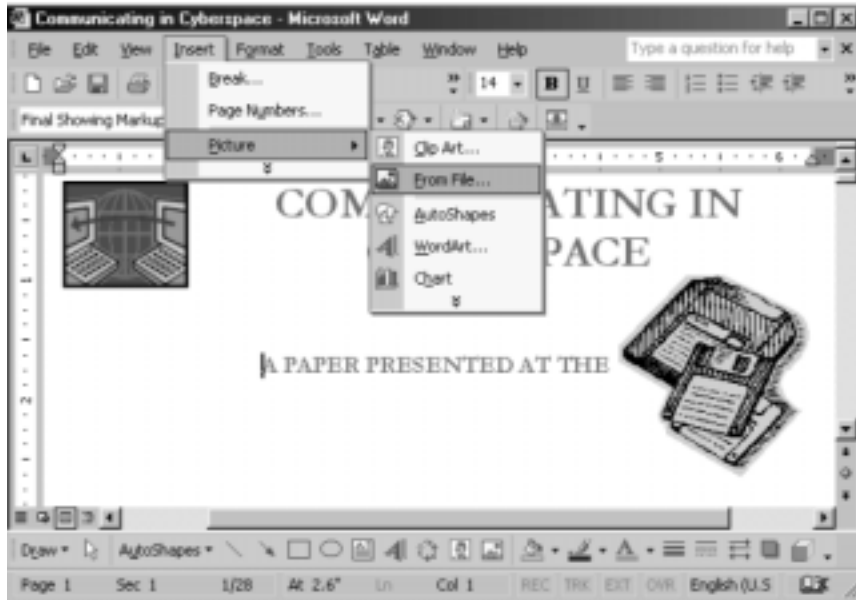 Communicating in Cyberspace - Microsoft Word
File Edit View Insert Format Tools Table Window Help Type a question for help
Break...
14 B U
Page Numbers...
Final Showing Markup
Picture
Clip Art...
5 6
From File...
COM ATING IN
AutoShapes
WordArt...
PACE
Chart
A PAPER PRESENTED AT THE
Draw AutoShapes
Page 1 Sec 1 1/28 At 2.6" Ln Col 1 REC TRK EXT OVR English (U.S